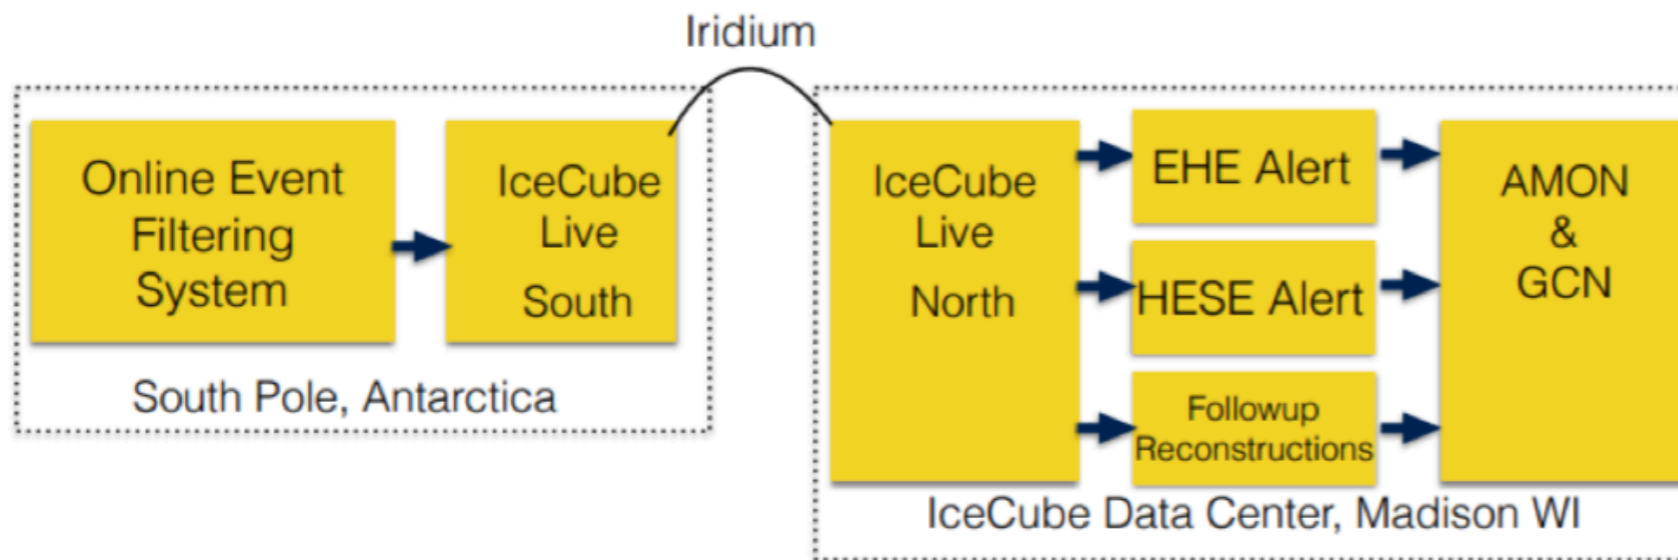 Iridium
Online Event
Filtering
System
IceCube
Live
South
South Pole, Antarctica
IceCube
Live
North
EHE Alert
HESE Alert
Followup
Reconstructions
AMON
&
GCN
IceCube Data Center, Madison WI